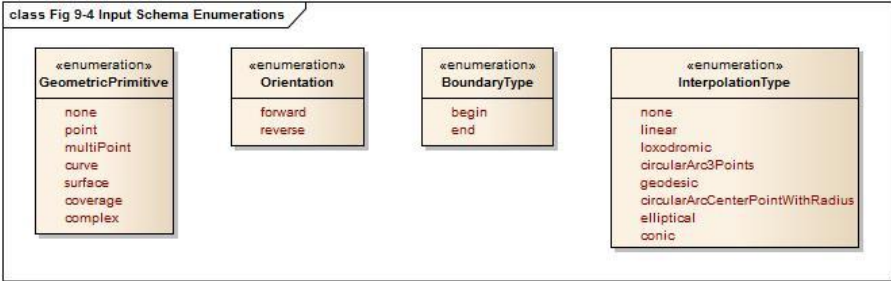 class Fig 9-4 Input Schema Enumerations
«enumeration»
GeometricPrimitive
none
point
multiPoint
curve
surface
coverage
complex
«enumeration»
Orientation
forward
reverse
«enumeration»
BoundaryType
begin
end
«enumeration»
InterpolationType
none
linear
loxodromic
circularArc3Points
geodesic
circularArcCenterPointWithRadius
elliptical
conic